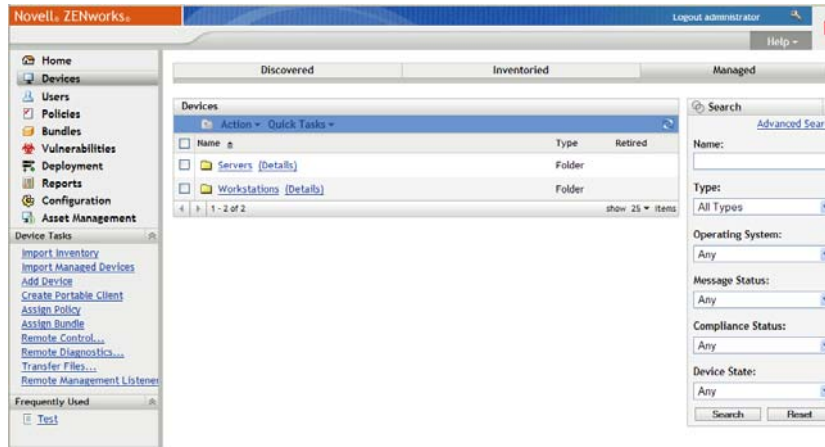 Novell® ZENworks®
Logout administrator
Help
Home
Devices
Users
Policies
Bundles
Vulnerabilities
Deployment
Reports
Configuration
Asset Management
Device Tasks
Import Inventory
Import Managed Devices
Add Device
Create Portable Client
Assign Policy
Assign Bundle
Remote Control...
Remote Diagnostics...
Transfer Files...
Remote Management Listener
Frequently Used
Test
Discovered Inventoried Managed
Devices
Action Quick Tasks
Name Type Retired
Servers (Details) Folder
Workstations (Details) Folder
1 - 2 of 2 show 25 items
Search
Advanced Sear
Name:
Type:
All Types
Operating System:
Any
Message Status:
Any
Compliance Status:
Any
Device State:
Any
Search Reset